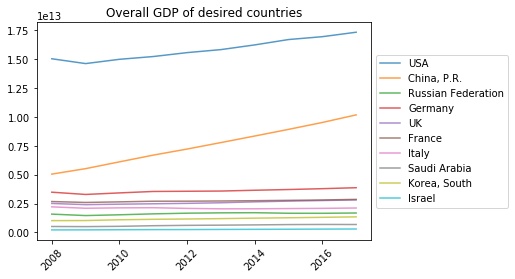 Overall GDP of desired countries
1e13
1.75
1.50
1.25
1.00
0.75
0.50
0.25
0.00
2008
2010
2012
2014
2016
USA
China, P.R.
Russian Federation
Germany
UK
France
Italy
Saudi Arabia
Korea, South
Israel